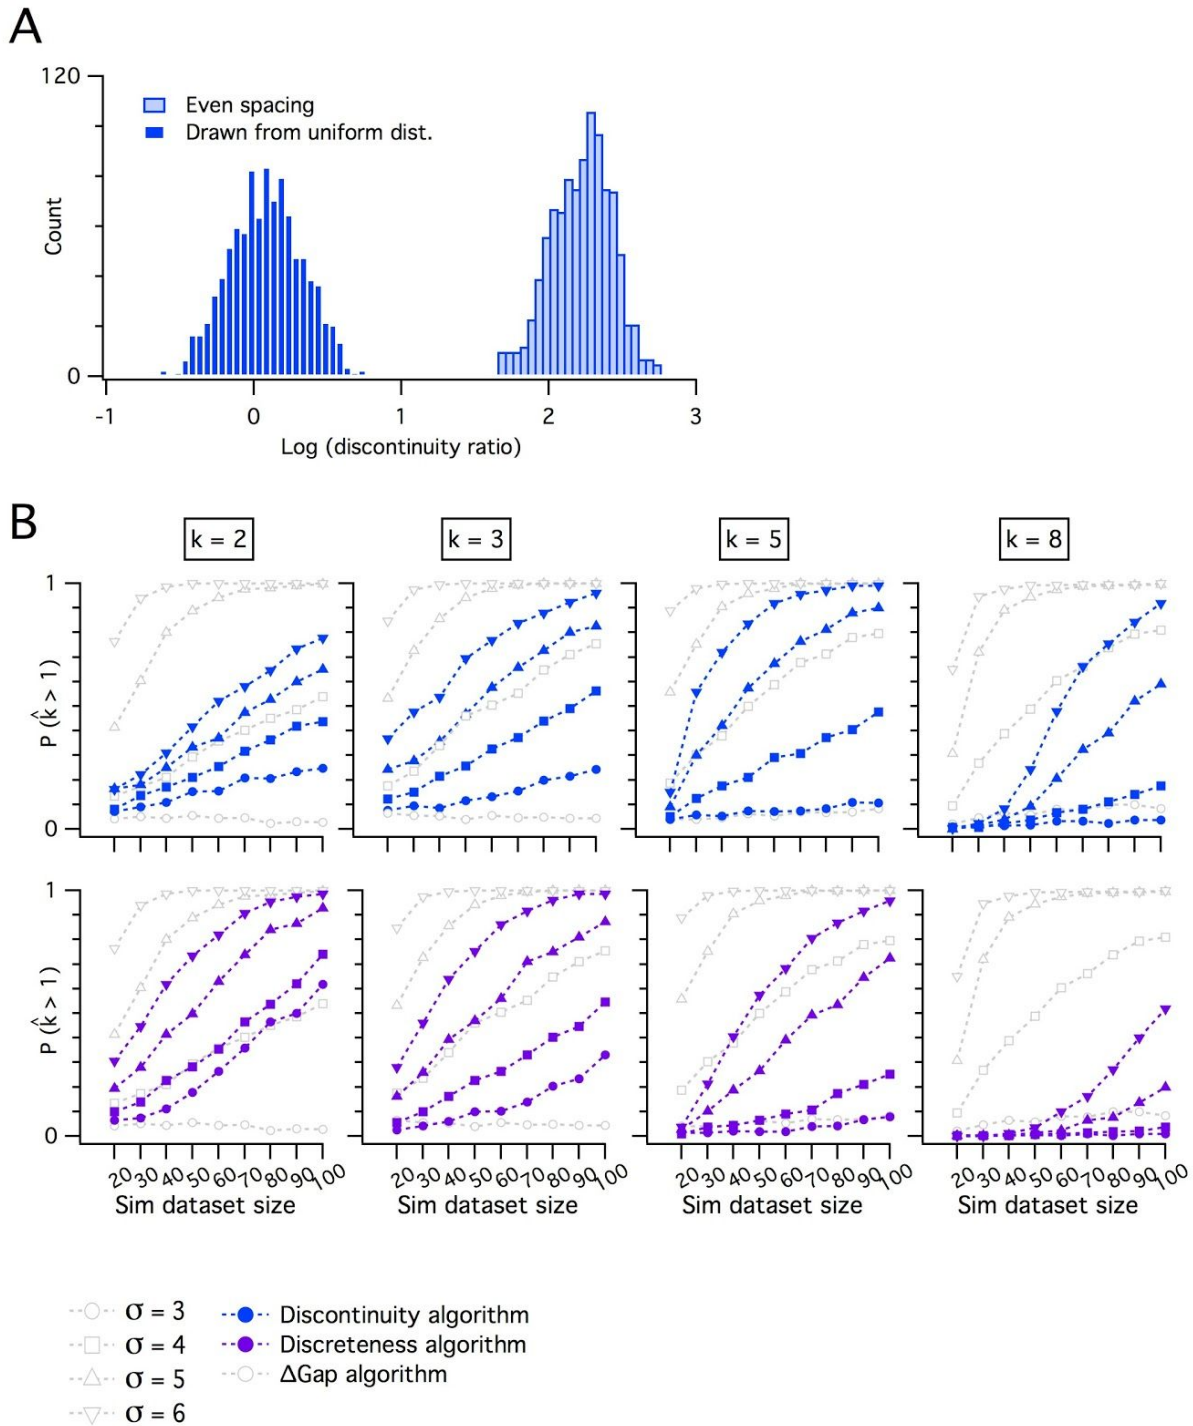 A
120
Even spacing
Drawn from uniform dist.
Count
0
-1 0 1 2 3
Log (discontinuity ratio)
B
k = 2 k = 3 k = 5 k = 8
1
P (k̂ > 1)
0
1
P (k̂ > 1)
0
20 30 40 50 60 70 80 90 100 20 30 40 50 60 70 80 90 100 20 30 40 50 60 70 80 90 100 20 30 40 50 60 70 80 90 100
Sim dataset size Sim dataset size Sim dataset size Sim dataset size
σ = 3 Discontinuity algorithm
σ = 4 Discreteness algorithm
σ = 5 ΔGap algorithm
σ = 6